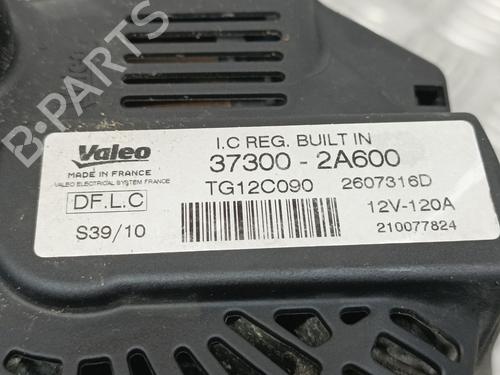 B-PARTS
I.C REG. BUILT IN
Valeo
37300 - 2A600
MADE IN FRANCE
VALEO ELECTRICAL SYSTEM FRANCE
TG12C090 2607316D
DF.L.C
12V-120A
S39/10
210077824